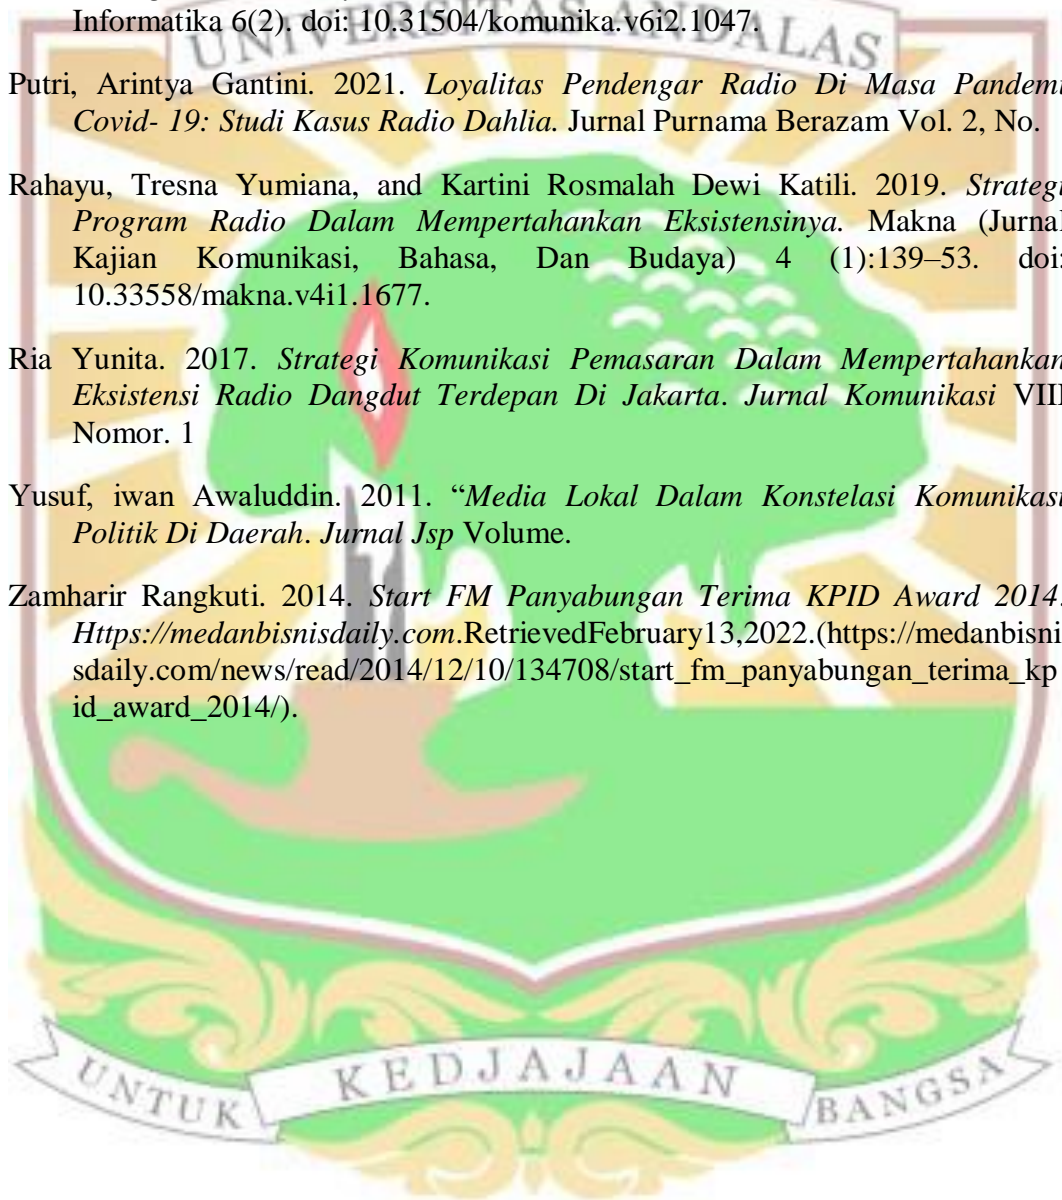 Informatika 6(2). doi: 10.31504/komunika.v6i2.1047.
UNIVERSITAS ANDALAS
Putri, Arintya Gantini. 2021. Loyalitas Pendengar Radio Di Masa Pandemi
Covid- 19: Studi Kasus Radio Dahlia. Jurnal Purnama Berazam Vol. 2, No.
Rahayu, Tresna Yumiana, and Kartini Rosmalah Dewi Katili. 2019. Strategi
Program Radio Dalam Mempertahankan Eksistensinya. Makna (Jurnal
Kajian Komunikasi, Bahasa, Dan Budaya) 4 (1):139–53. doi:
10.33558/makna.v4i1.1677.
Ria Yunita. 2017. Strategi Komunikasi Pemasaran Dalam Mempertahankan
Eksistensi Radio Dangdut Terdepan Di Jakarta. Jurnal Komunikasi VIII
Nomor. 1
Yusuf, iwan Awaluddin. 2011. “Media Lokal Dalam Konstelasi Komunikasi
Politik Di Daerah. Jurnal Jsp Volume.
Zamharir Rangkuti. 2014. Start FM Panyabungan Terima KPID Award 2014.
Https://medanbisnisdaily.com.RetrievedFebruary13,2022.(https://medanbisni
sdaily.com/news/read/2014/12/10/134708/start_fm_panyabungan_terima_kp
id_award_2014/).
UNTUK KEDJAJAAN BANGSA